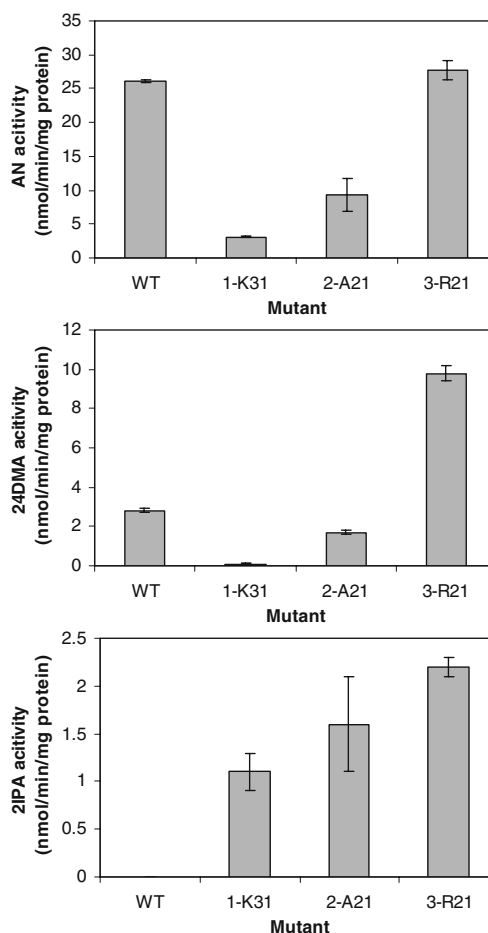 AN acitivity
(nmol/min/mg protein)
35
30
25
20
15
10
5
0
WT 1-K31 2-A21 3-R21
Mutant
24DMA acitivity
(nmol/min/mg protein)
12
10
8
6
4
2
0
WT 1-K31 2-A21 3-R21
Mutant
2IPA acitivity
(nmol/min/mg protein)
2.5
2
1.5
1
0.5
0
WT 1-K31 2-A21 3-R21
Mutant